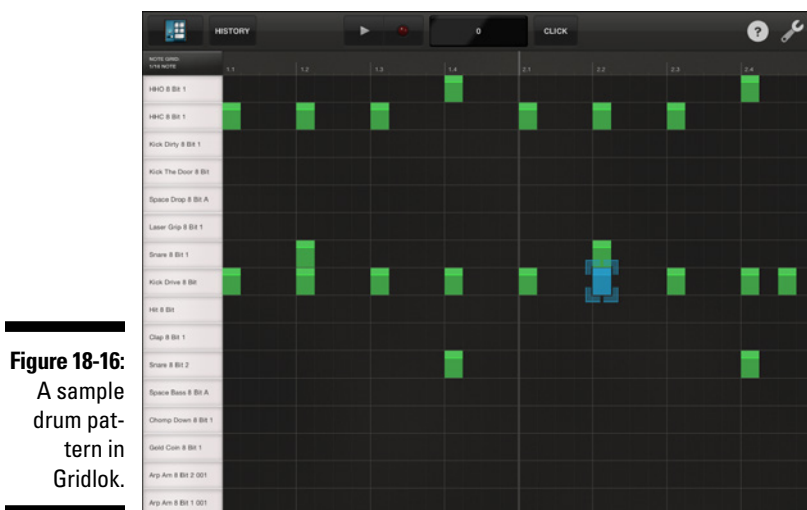 HISTORY
0
CLICK
?
NOTE GRID:
1/16 NOTE
1.1
1.2
1.3
1.4
2.1
2.2
2.3
2.4
HHO 8 Bit 1
HHC 8 Bit 1
Kick Dirty 8 Bit 1
Kick The Door 8 Bit
Space Drop 8 Bit A
Laser Grip 8 Bit 1
Snare 8 Bit 1
Kick Drive 8 Bit
Hit 8 Bit
Clap 8 Bit 1
Snare 8 Bit 2
Space Bass 8 Bit A
Chomp Down 8 Bit 1
Gold Coin 8 Bit 1
Arp Am 8 Bit 2 001
Arp Am 8 Bit 1 001
Figure 18-16:
A sample
drum pat-
tern in
Gridlok.